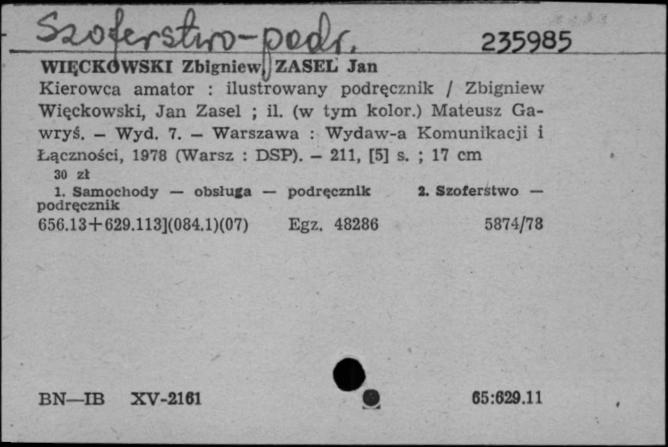 Szoferstwo-podr.
235985
WIĘCKOWSKI Zbigniew, ZASEL Jan
Kierowca amator : ilustrowany podręcznik / Zbigniew
Więckowski, Jan Zasel ; il. (w tym kolor.) Mateusz Ga-
wryś. — Wyd. 7. — Warszawa : Wydaw-a Komunikacji i
Łączności, 1978 (Warsz : DSP). — 211, [5] s. ; 17 cm
30 zł
1. Samochody — obsługa — podręcznik 2. Szoferstwo —
podręcznik
656.13+629.113](084.1)(07) Egz. 48286 5874/78
BN—IB XV-2161 65:629.11